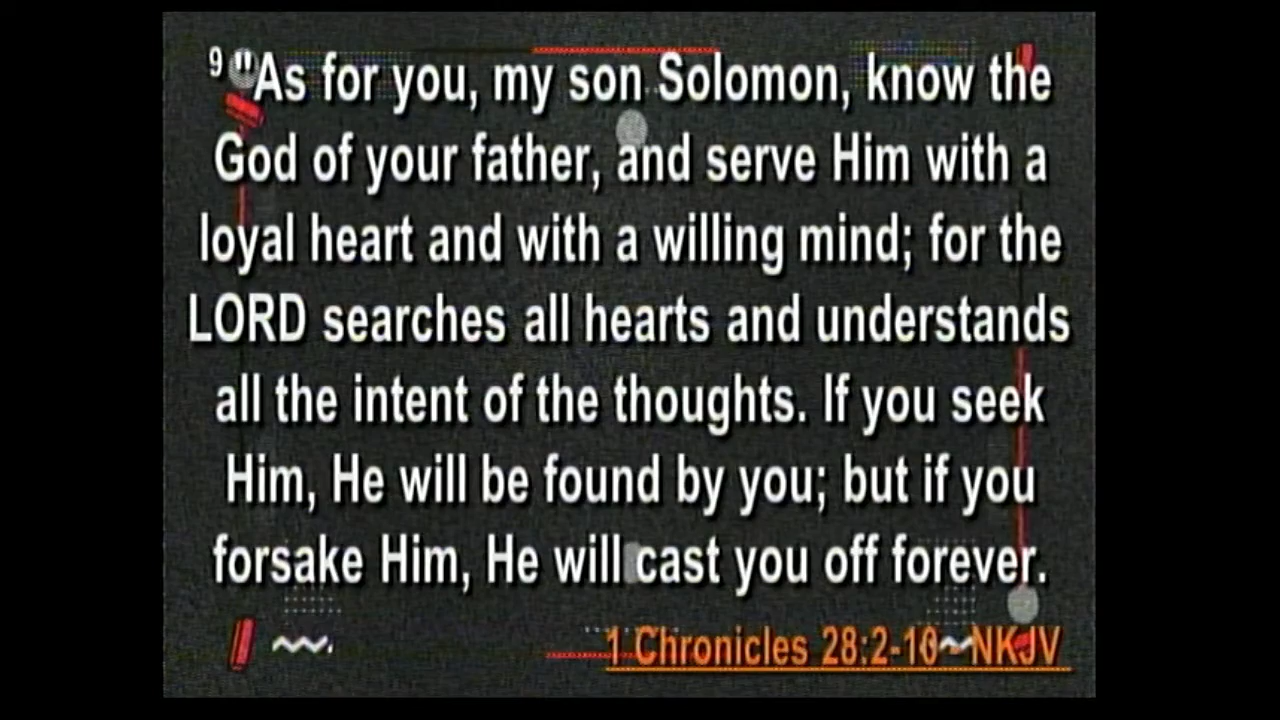 9 "As for you, my son Solomon, know the
God of your father, and serve Him with a
loyal heart and with a willing mind; for the
LORD searches all hearts and understands
all the intent of the thoughts. If you seek
Him, He will be found by you; but if you
forsake Him, He will cast you off forever.
1 Chronicles 28:2-10 - NKJV